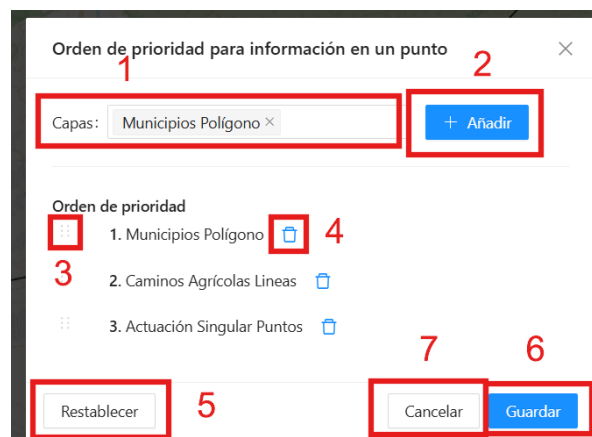 Orden de prioridad para información en un punto ×
1
2
Capas: Municipios Polígono × + Añadir
Orden de prioridad
1. Municipios Polígono 4
3
2. Caminos Agrícolas Lineas
3. Actuación Singular Puntos
7 6
Restablecer 5 Cancelar Guardar